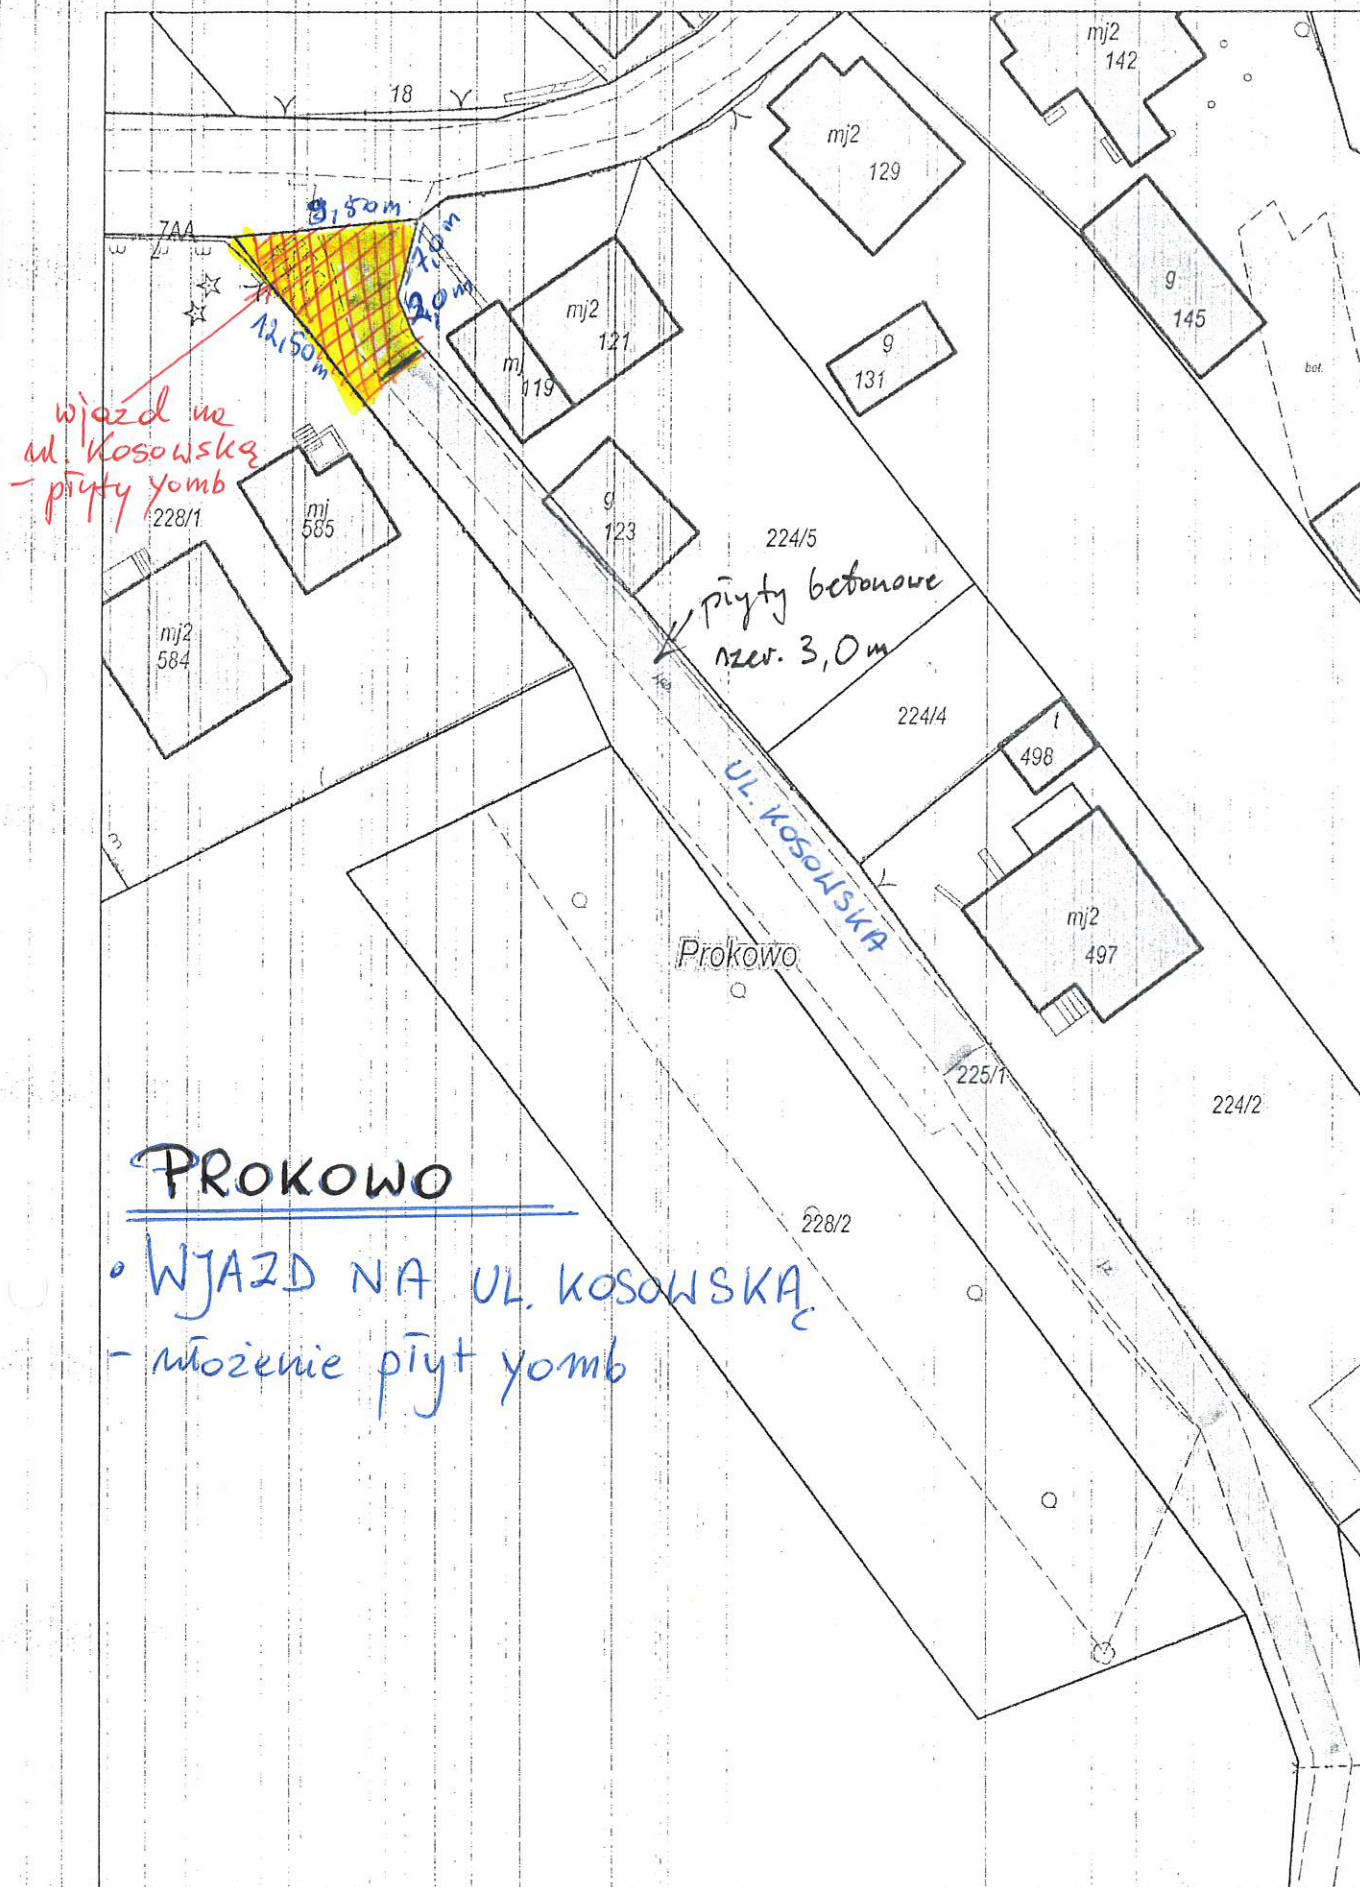 mj2
142
18
mj2
129
9,50m
7AA
7,0m
2,0m
g
145
mj2
121
12,50m
mj
119
g
131
bet.
wjazd na
ul. Kosowską
- płyty yomb
228/1
mj
585
g
123
224/5
płyty betonowe
szer. 3,0m
mj2
584
224/4
l
498
UL. KOSOWSKA
mj2
497
Prokowo
225/1
224/2
PROKOWO
228/2
• WJAZD NA UL. KOSOWSKĄ
- ułożenie płyt yomb